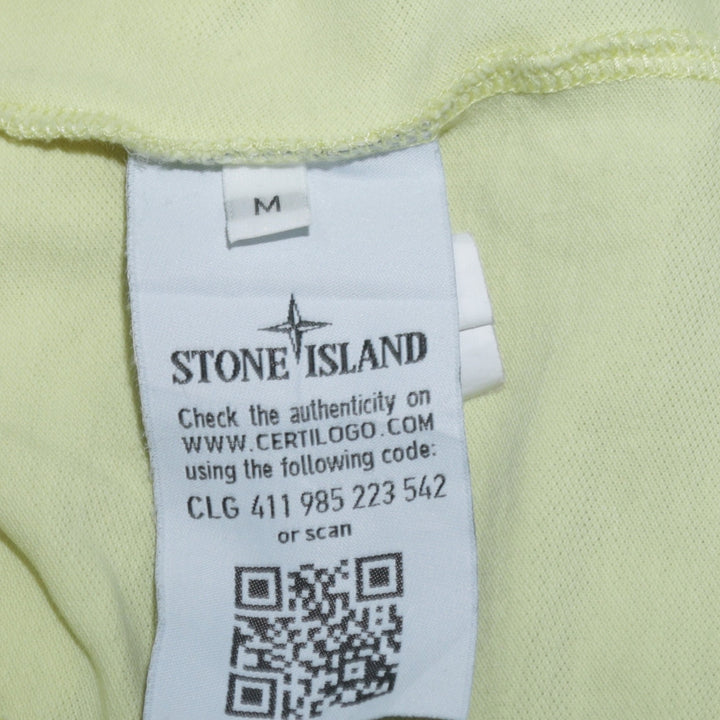 M
STONE ISLAND
Check the authenticity on
WWW.CERTILOGO.COM
using the following code:
CLG 411 985 223 542
or scan